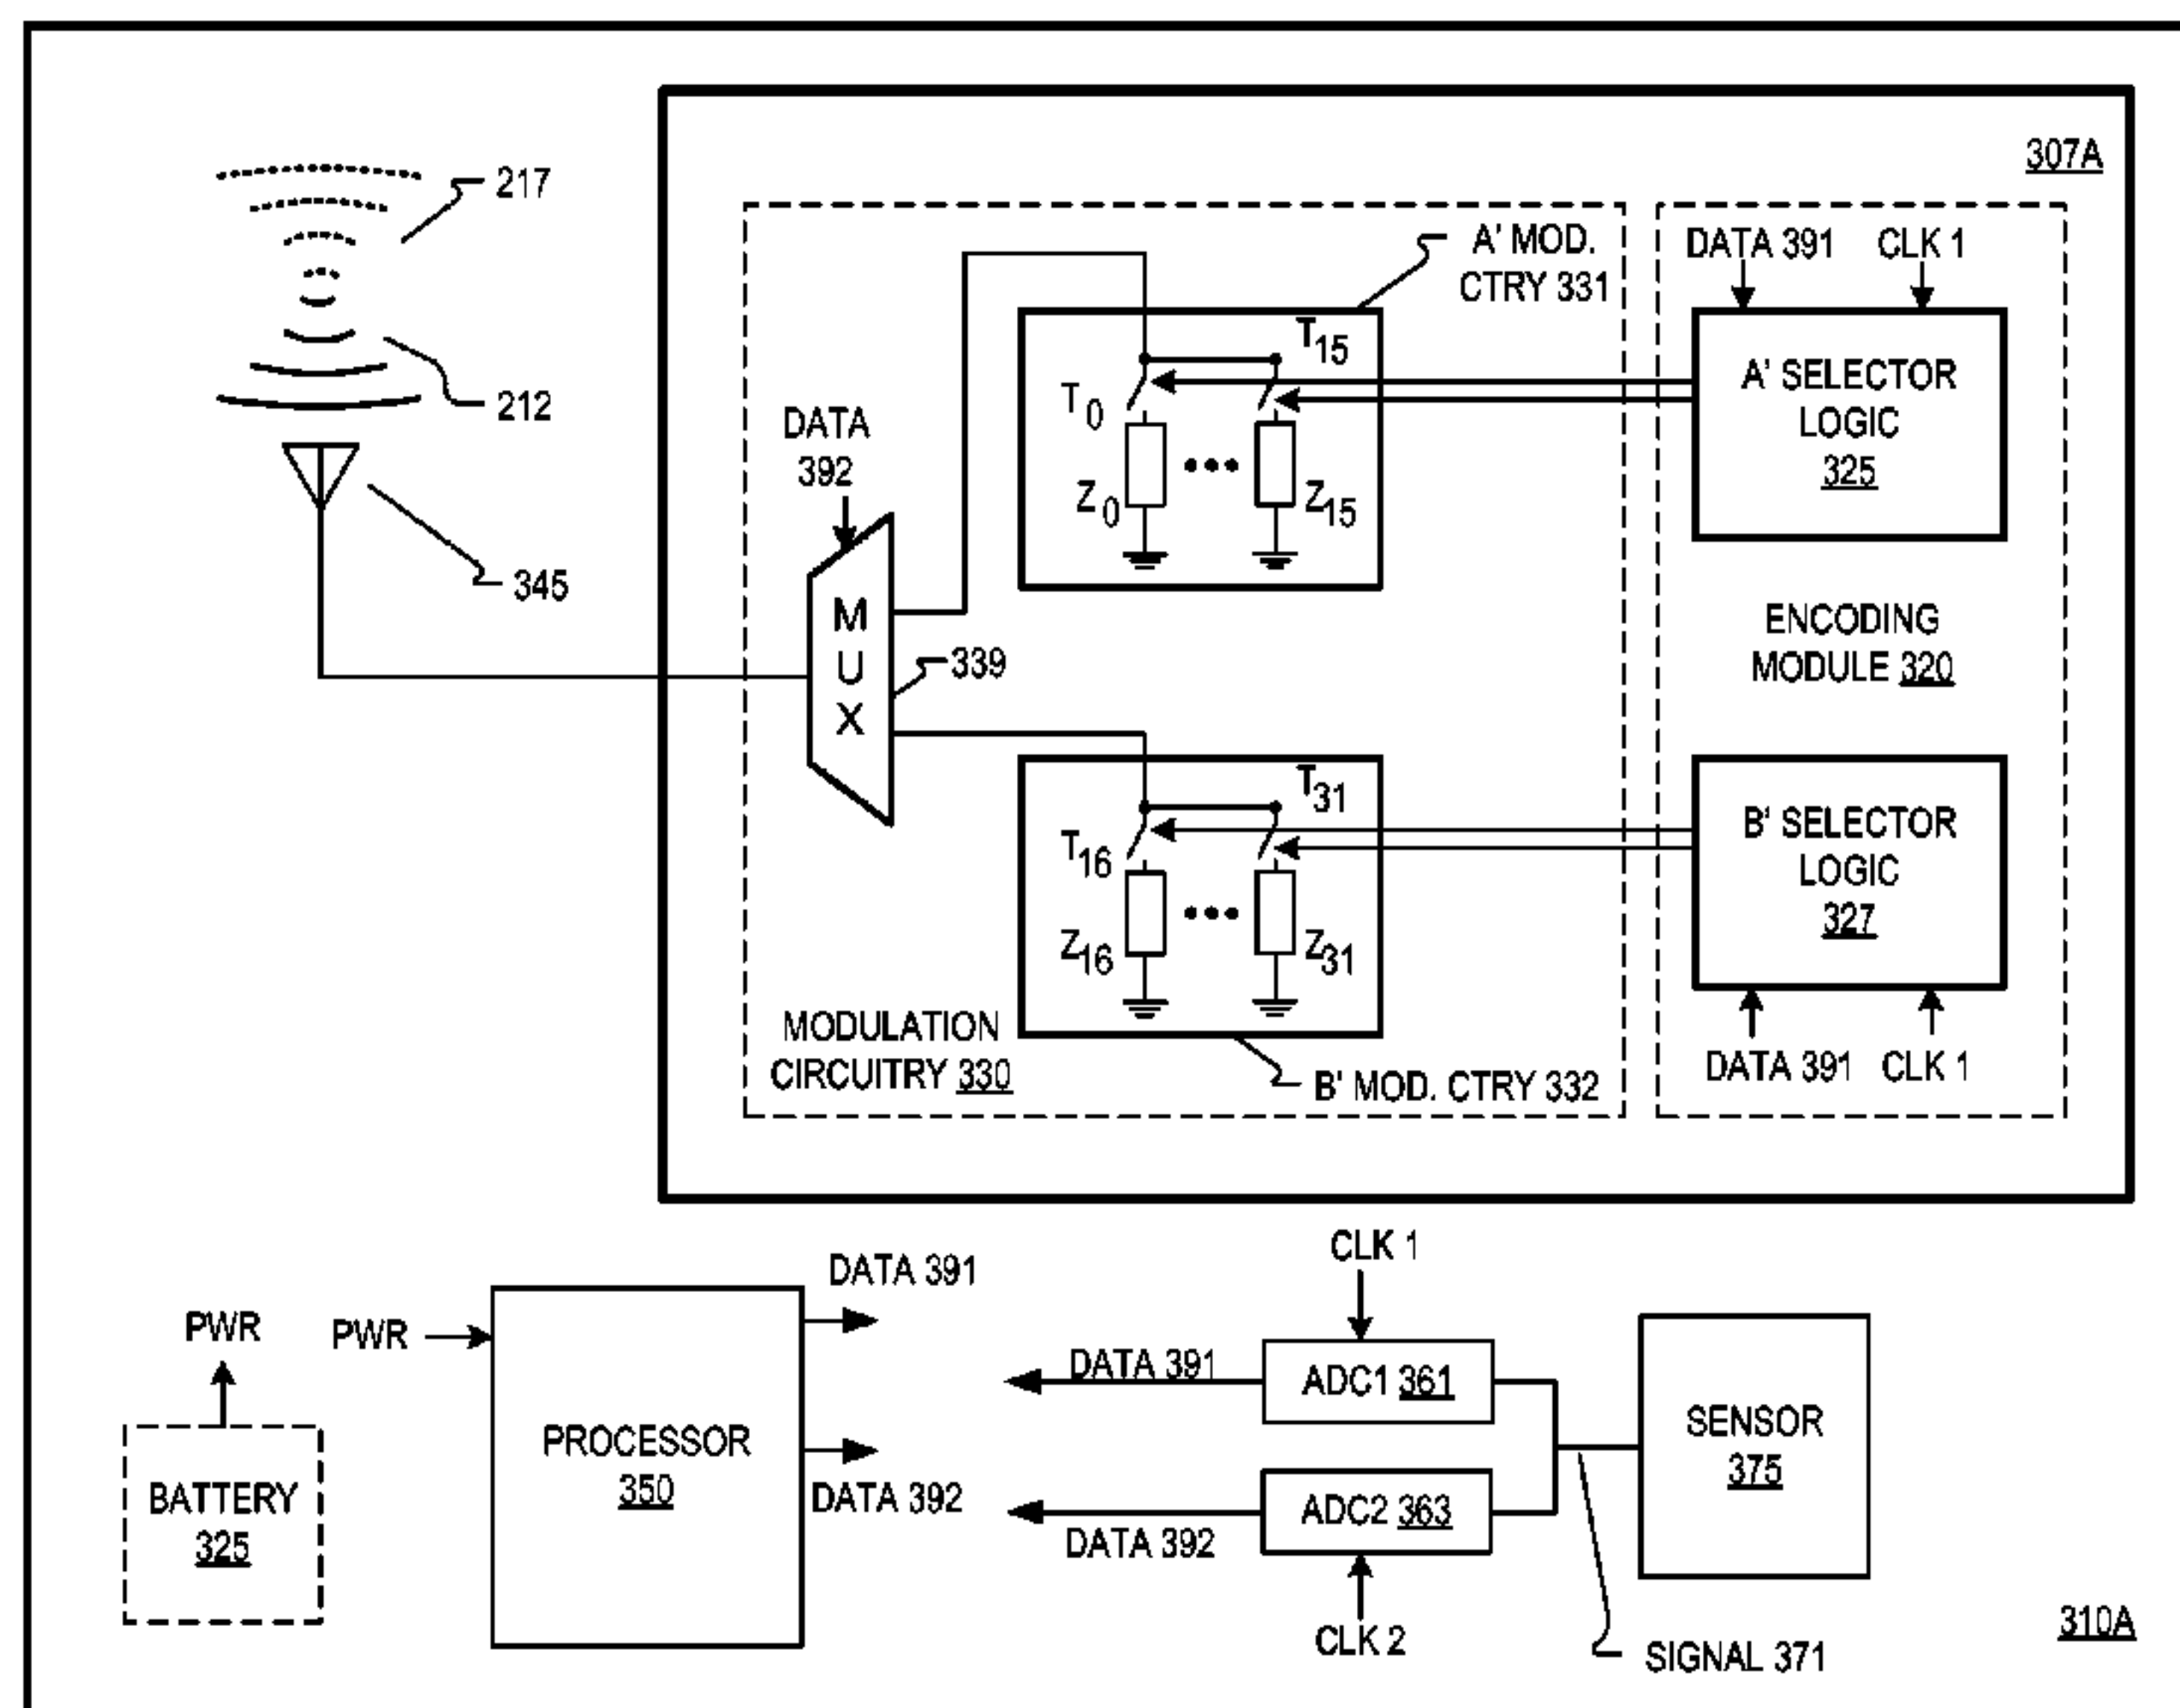 307A
217
212
345
A' MOD.
CTRY 331
DATA 391
CLK 1
T15
T0
Z0
Z15
A' SELECTOR
LOGIC
325
DATA
392
MUX
339
ENCODING
MODULE 320
T31
T16
Z16
Z31
B' SELECTOR
LOGIC
327
DATA 391
CLK 1
MODULATION
CIRCUITRY 330
B' MOD. CTRY 332
PWR
BATTERY
325
PWR
PROCESSOR
350
DATA 391
DATA 392
CLK 1
DATA 391
ADC1 361
DATA 392
ADC2 363
CLK 2
SENSOR
375
SIGNAL 371
310A